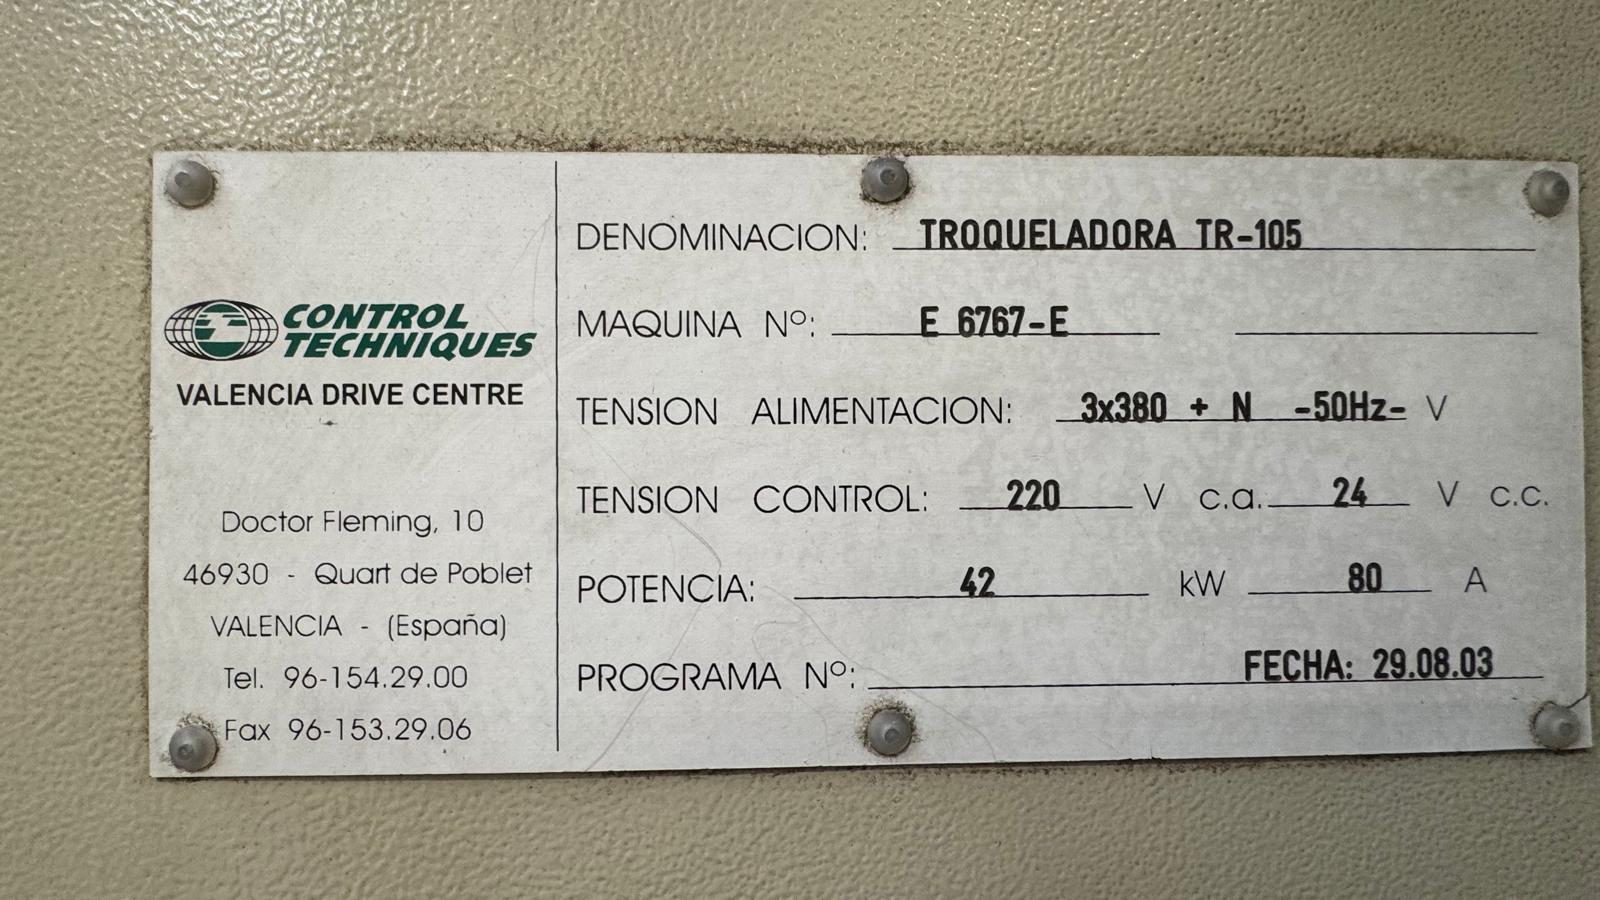 CONTROL
TECHNIQUES
VALENCIA DRIVE CENTRE
Doctor Fleming, 10
46930 - Quart de Poblet
VALENCIA - (España)
Tel. 96-154.29.00
Fax 96-153.29.06
DENOMINACION: TROQUELADORA TR-105
MAQUINA Nº: E 6767-E
TENSION ALIMENTACION: 3x380 + N -50Hz- V
TENSION CONTROL: 220 V c.a. 24 V c.c.
POTENCIA: 42 kW 80 A
PROGRAMA Nº: FECHA: 29.08.03